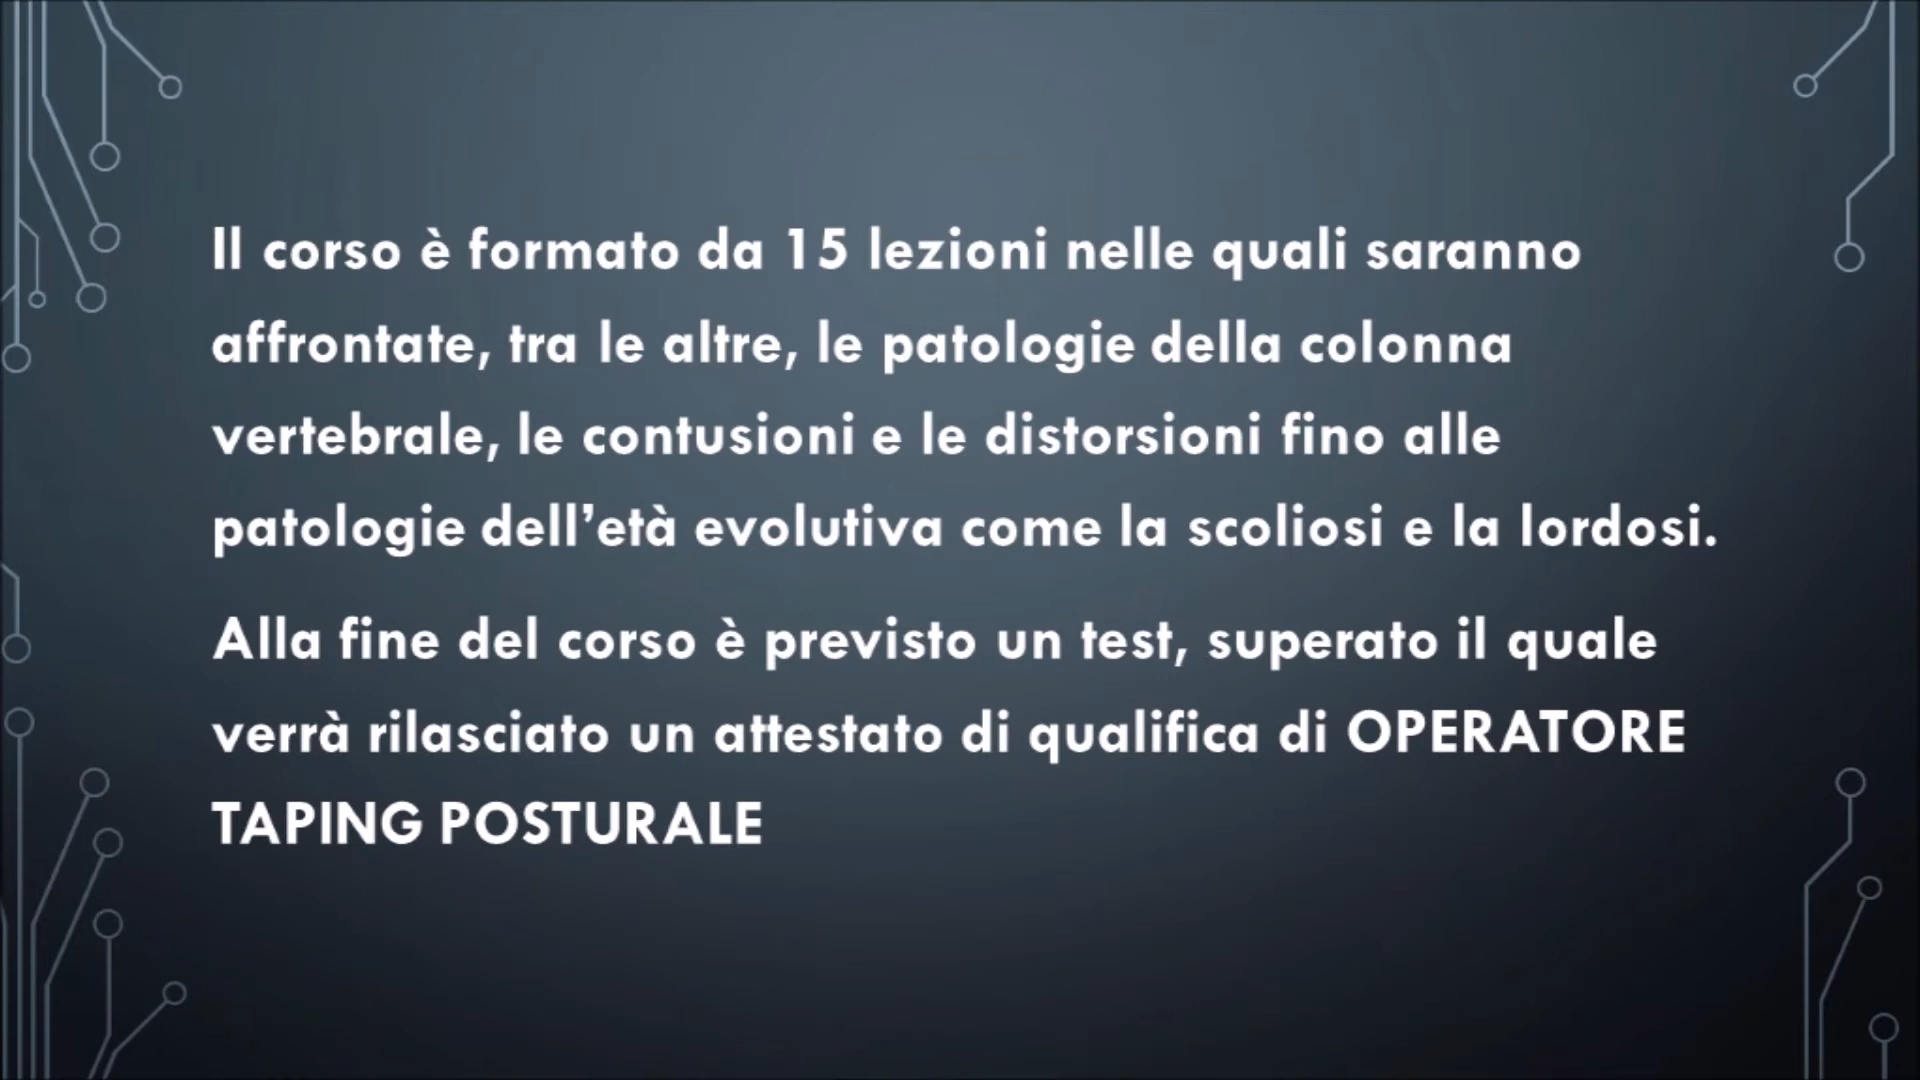 Il corso è formato da 15 lezioni nelle quali saranno
affrontate, tra le altre, le patologie della colonna
vertebrale, le contusioni e le distorsioni fino alle
patologie dell’età evolutiva come la scoliosi e la lordosi.
Alla fine del corso è previsto un test, superato il quale
verrà rilasciato un attestato di qualifica di OPERATORE
TAPING POSTURALE